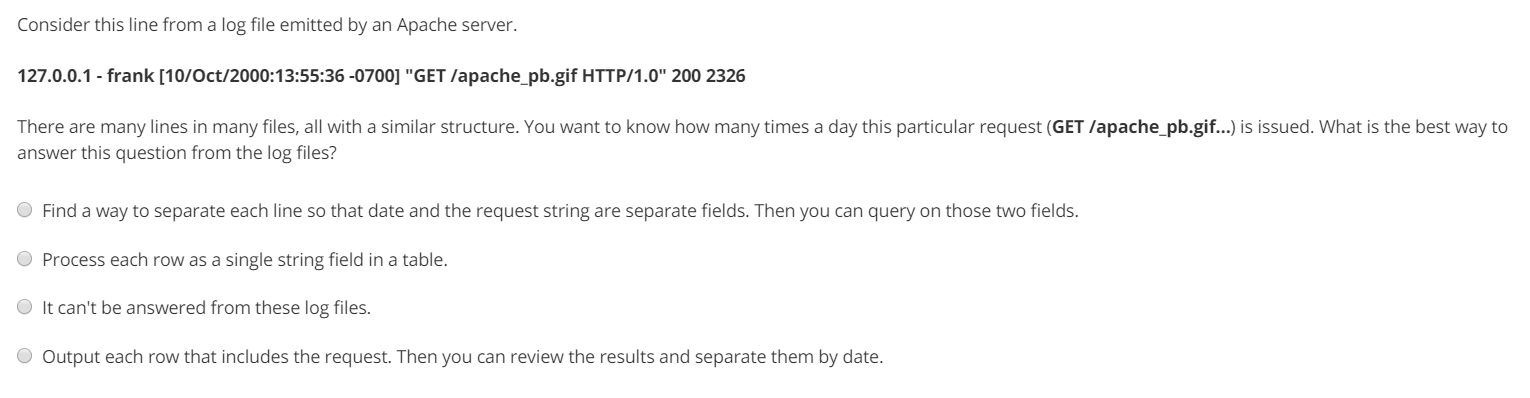 Consider this line from a log file emitted by an Apache server.
127.0.0.1 - frank [10/Oct/2000:13:55:36 -0700] "GET /apache_pb.gif HTTP/1.0" 200 2326
There are many lines in many files, all with a similar structure. You want to know how many times a day this particular request (GET /apache_pb.gif...) is issued. What is the best way to
answer this question from the log files?
Find a way to separate each line so that date and the request string are separate fields. Then you can query on those two fields.
Process each row as a single string field in a table.
It can't be answered from these log files.
Output each row that includes the request. Then you can review the results and separate them by date.